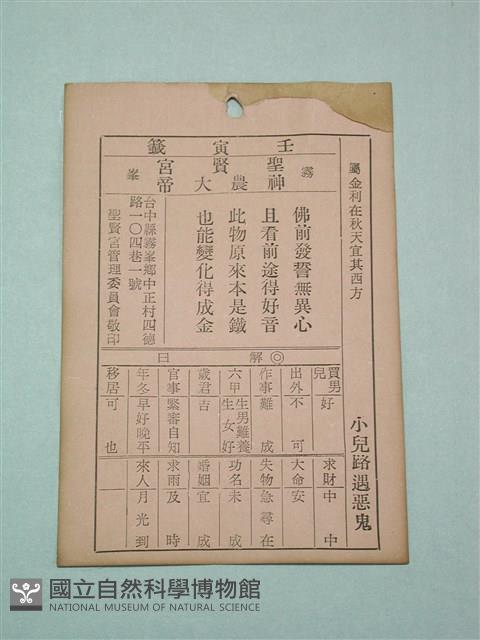 屬金利在秋天宜其西方
小兒路遇惡鬼
壬寅籤
霧峯
聖賢宮
神農大帝
佛前發誓無異心
且看前途得好音
此物原來本是鐵
也能變化得成金
台中縣霧峯鄉中正村四德
路一〇四巷一號
聖賢宮管理委員會敬印
◎解曰
買男兒好
求財中中
出外不可
大命安
作事難成
失物急尋在
六甲生男難養生女好
功名未成
歲君吉
婚姻宜成
官事緊審自知
求雨及時
年冬早好晚平
來人月光到
移居可也
國立自然科學博物館
NATIONAL MUSEUM OF NATURAL SCIENCE